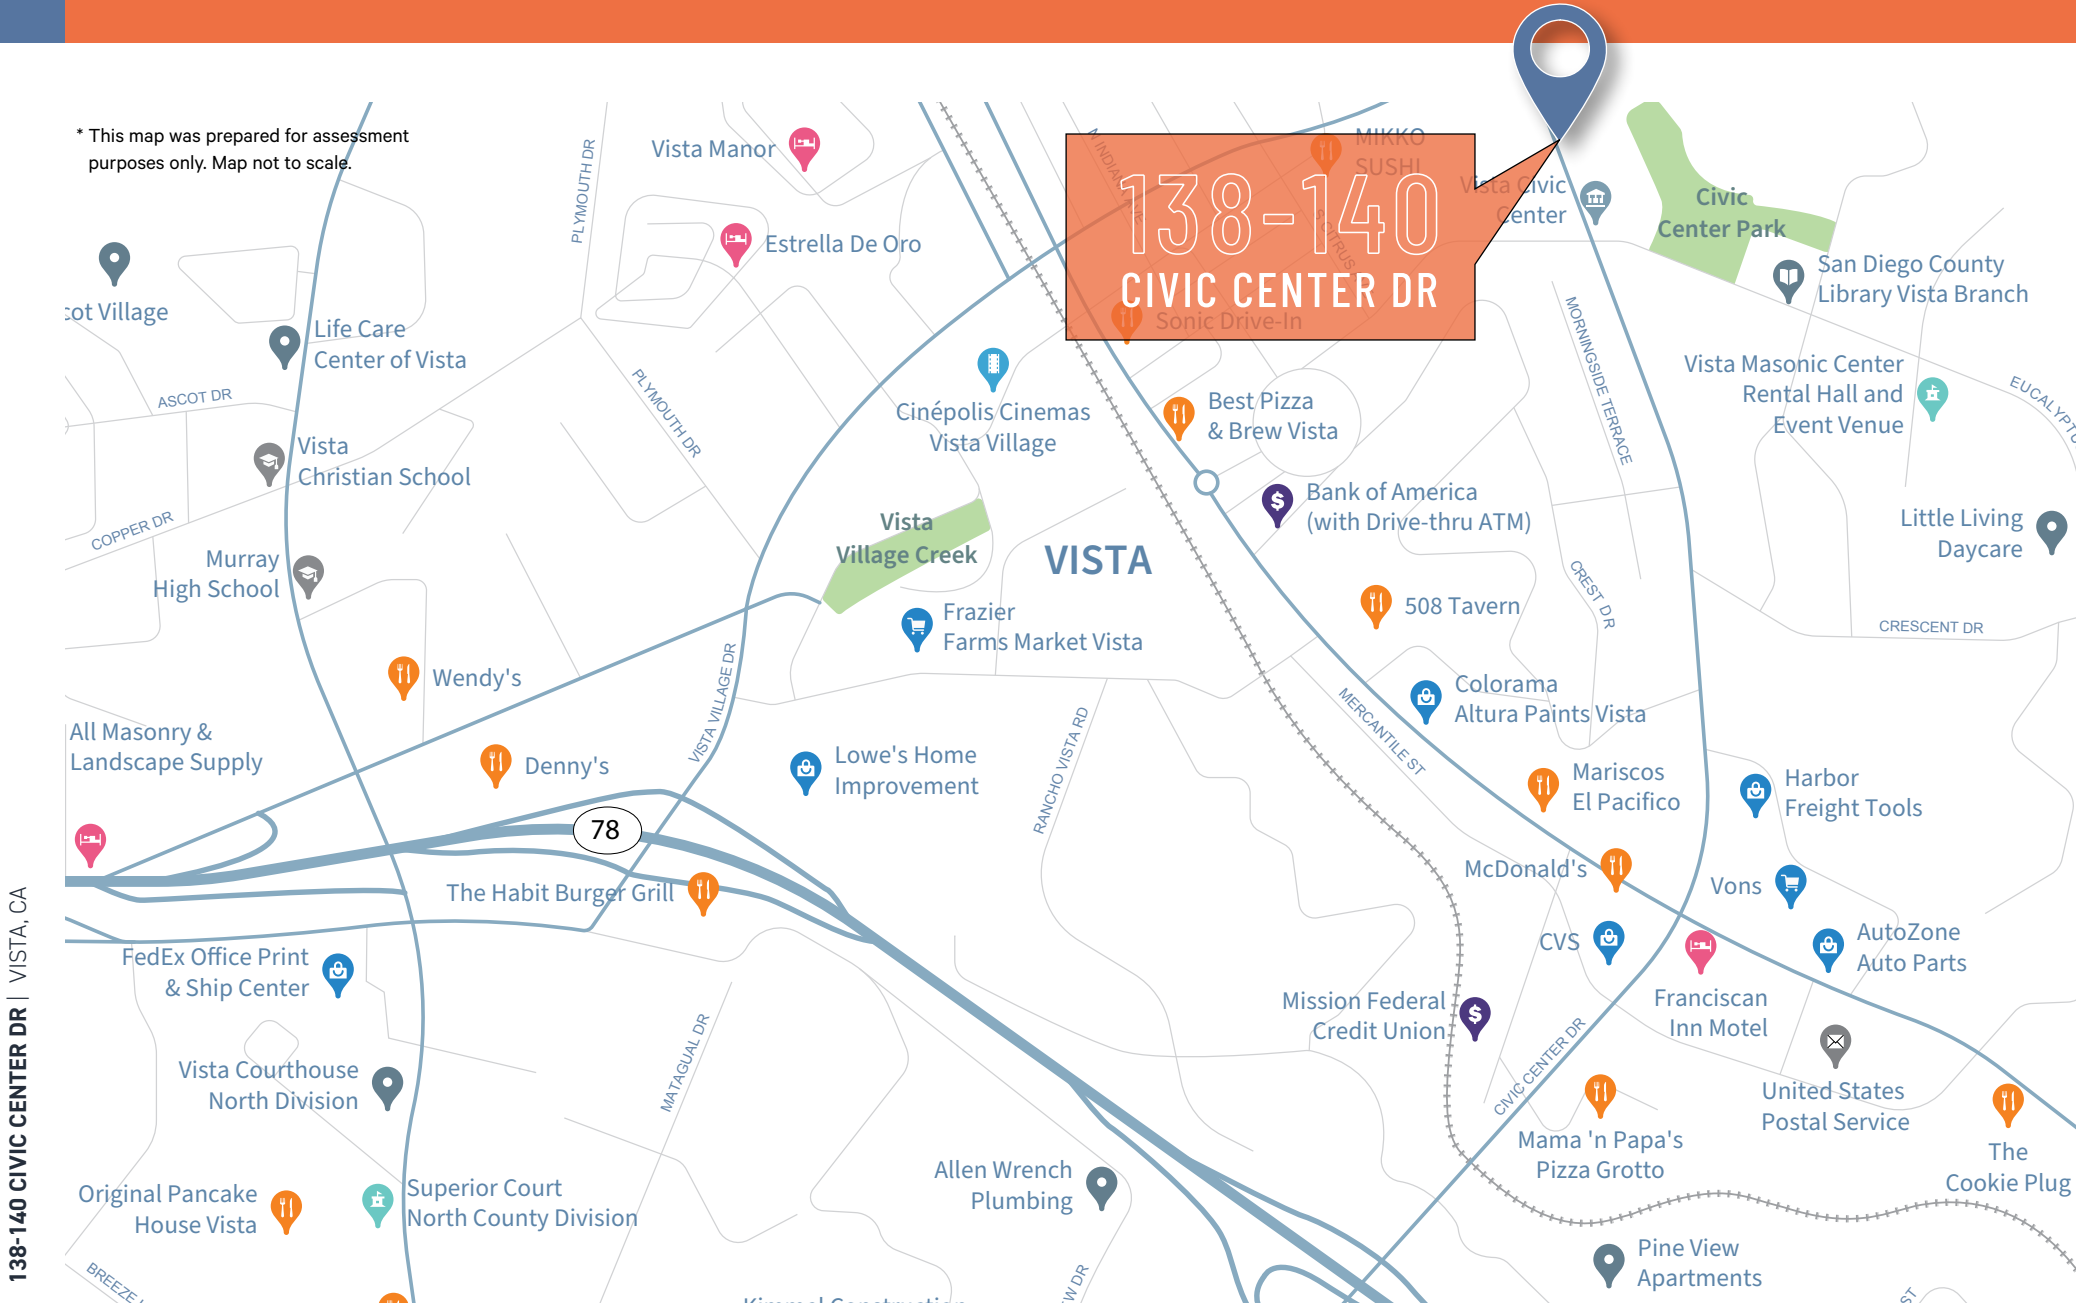 * This map was prepared for assessment
purposes only. Map not to scale.
138-140
CIVIC CENTER DR
138-140 CIVIC CENTER DR | VISTA, CA
Vista Manor
PLYMOUTH DR
Estrella De Oro
N INDIANA AVE
MIKKO
SUSHI
S CITRUS
Vista Civic
Center
Civic
Center Park
San Diego County
Library Vista Branch
cot Village
Life Care
Center of Vista
Sonic Drive-In
MORNINGSIDE TERRACE
Vista Masonic Center
Rental Hall and
Event Venue
ASCOT DR
PLYMOUTH DR
Cinépolis Cinemas
Vista Village
Best Pizza
& Brew Vista
Vista
Christian School
COPPER DR
Murray
High School
Vista
Village Creek
VISTA
Bank of America
(with Drive-thru ATM)
Little Living
Daycare
CREST DR
508 Tavern
CRESCENT DR
Frazier
Farms Market Vista
Wendy's
VISTA VILLAGE DR
RANCHO VISTA RD
MERCANTILE ST
Colorama
Altura Paints Vista
All Masonry &
Landscape Supply
Denny's
Lowe's Home
Improvement
Mariscos
El Pacifico
Harbor
Freight Tools
78
The Habit Burger Grill
McDonald's
Vons
CVS
AutoZone
Auto Parts
FedEx Office Print
& Ship Center
Mission Federal
Credit Union
Franciscan
Inn Motel
MATAGUAL DR
CIVIC CENTER DR
Vista Courthouse
North Division
United States
Postal Service
Mama 'n Papa's
Pizza Grotto
The
Cookie Plug
Original Pancake
House Vista
Superior Court
North County Division
Allen Wrench
Plumbing
Pine View
Apartments
BREEZE
W DR
ST